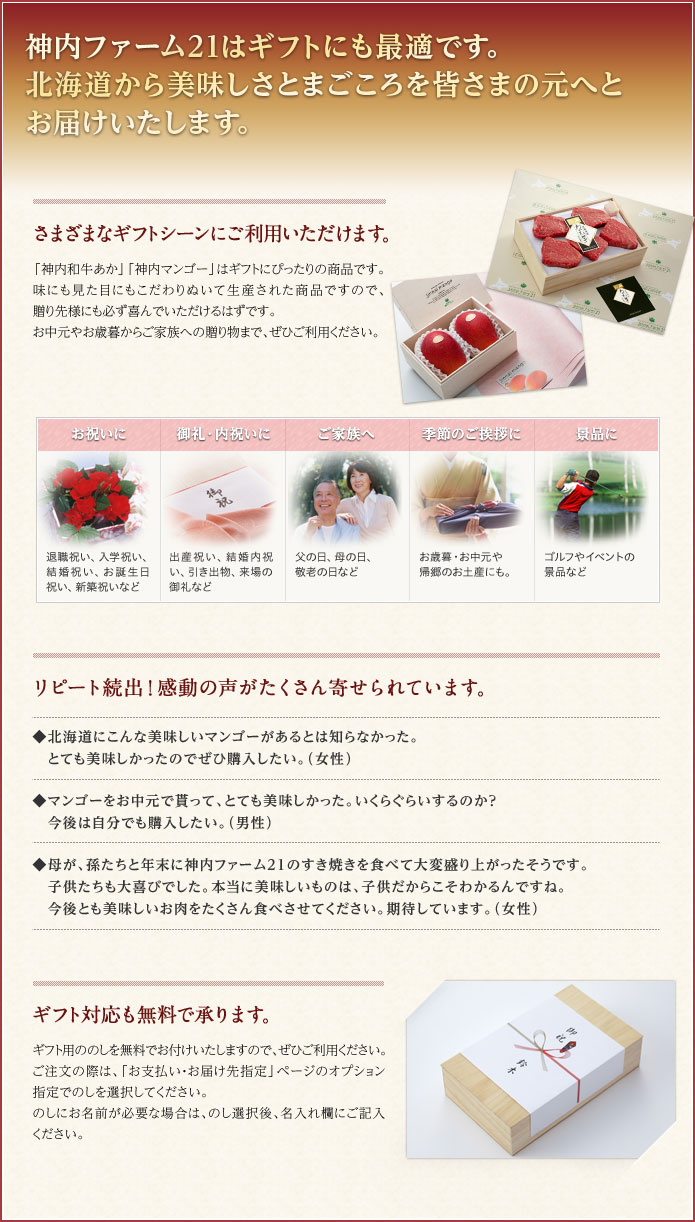 神内ファーム21はギフトにも最適です。
北海道から美味しさとまごころを皆さまの元へと
お届けいたします。
さまざまなギフトシーンにご利用いただけます。
「神内和牛あか」「神内マンゴー」はギフトにぴったりの商品です。
味にも見た目にもこだわりぬいて生産された商品ですので、
贈り先様にも必ず喜んでいただけるはずです。
お中元やお歳暮からご家族への贈り物まで、ぜひご利用ください。
お祝いに
退職祝い、入学祝い、
結婚祝い、お誕生日
祝い、新築祝いなど
御礼・内祝いに
御祝
出産祝い、結婚内祝
い、引き出物、来場の
御礼など
ご家族へ
父の日、母の日、
敬老の日など
季節のご挨拶に
お歳暮・お中元や
帰郷のお土産にも。
景品に
ゴルフやイベントの
景品など
リピート続出！感動の声がたくさん寄せられています。
◆北海道にこんな美味しいマンゴーがあるとは知らなかった。
とても美味しかったのでぜひ購入したい。（女性）
◆マンゴーをお中元で貰って、とても美味しかった。いくらぐらいするのか？
今後は自分でも購入したい。（男性）
◆母が、孫たちと年末に神内ファーム21のすき焼きを食べて大変盛り上がったそうです。
子供たちも大喜びでした。本当に美味しいものは、子供だからこそわかるんですね。
今後とも美味しいお肉をたくさん食べさせてください。期待しています。（女性）
ギフト対応も無料で承ります。
ギフト用ののしを無料でお付けいたしますので、ぜひご利用ください。
ご注文の際は、「お支払い・お届け先指定」ページのオプション
指定でのしを選択してください。
のしにお名前が必要な場合は、のし選択後、名入れ欄にご記入
ください。
御祝
鈴木